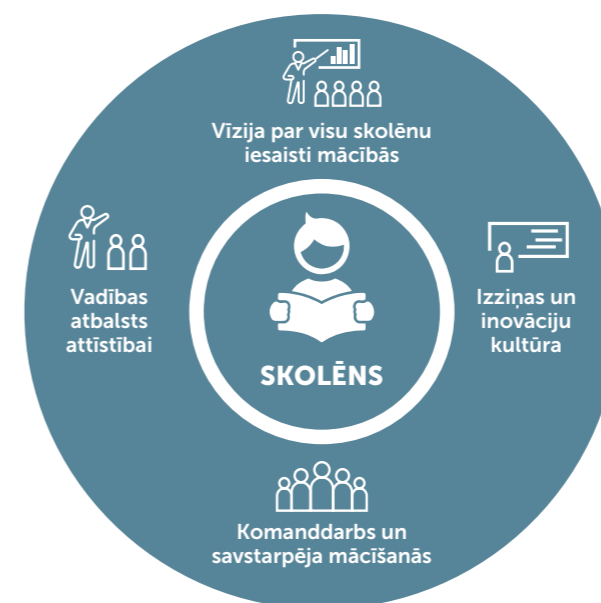 Vīzija par visu skolēnu
iesaisti mācībās
Vadības
atbalsts
attīstībai
SKOLĒNS
Izziņas un
inovāciju
kultūra
Komanddarbs un
savstarpēja mācīšanās